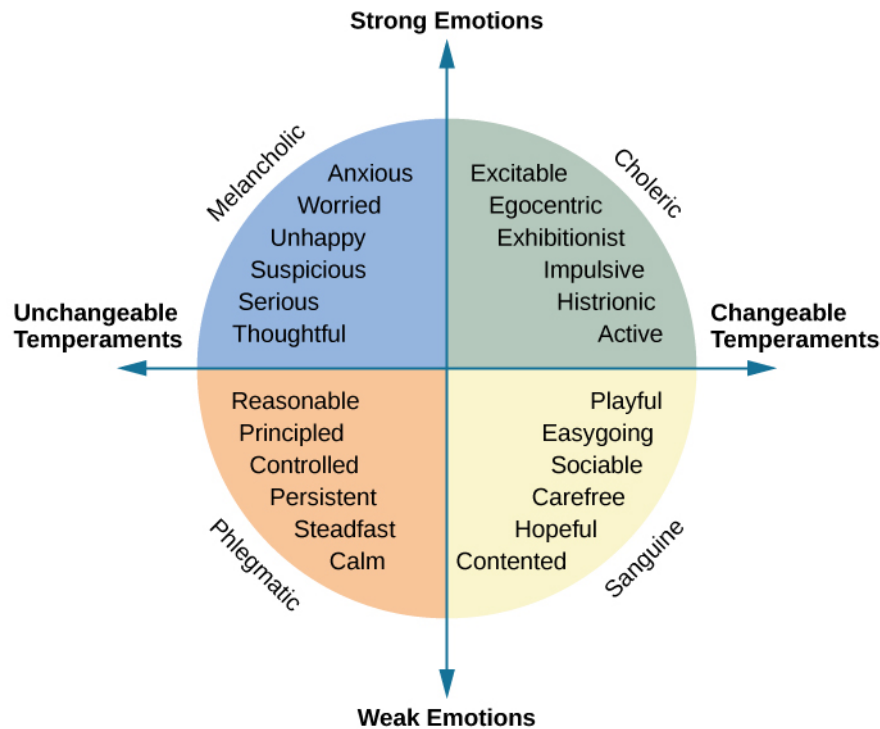 Strong Emotions
Melancholic
Choleric
Anxious
Worried
Unhappy
Suspicious
Serious
Thoughtful
Excitable
Egocentric
Exhibitionist
Impulsive
Histrionic
Active
Unchangeable
Temperaments
Changeable
Temperaments
Reasonable
Principled
Controlled
Persistent
Steadfast
Calm
Playful
Easygoing
Sociable
Carefree
Hopeful
Contented
Phlegmatic
Sanguine
Weak Emotions